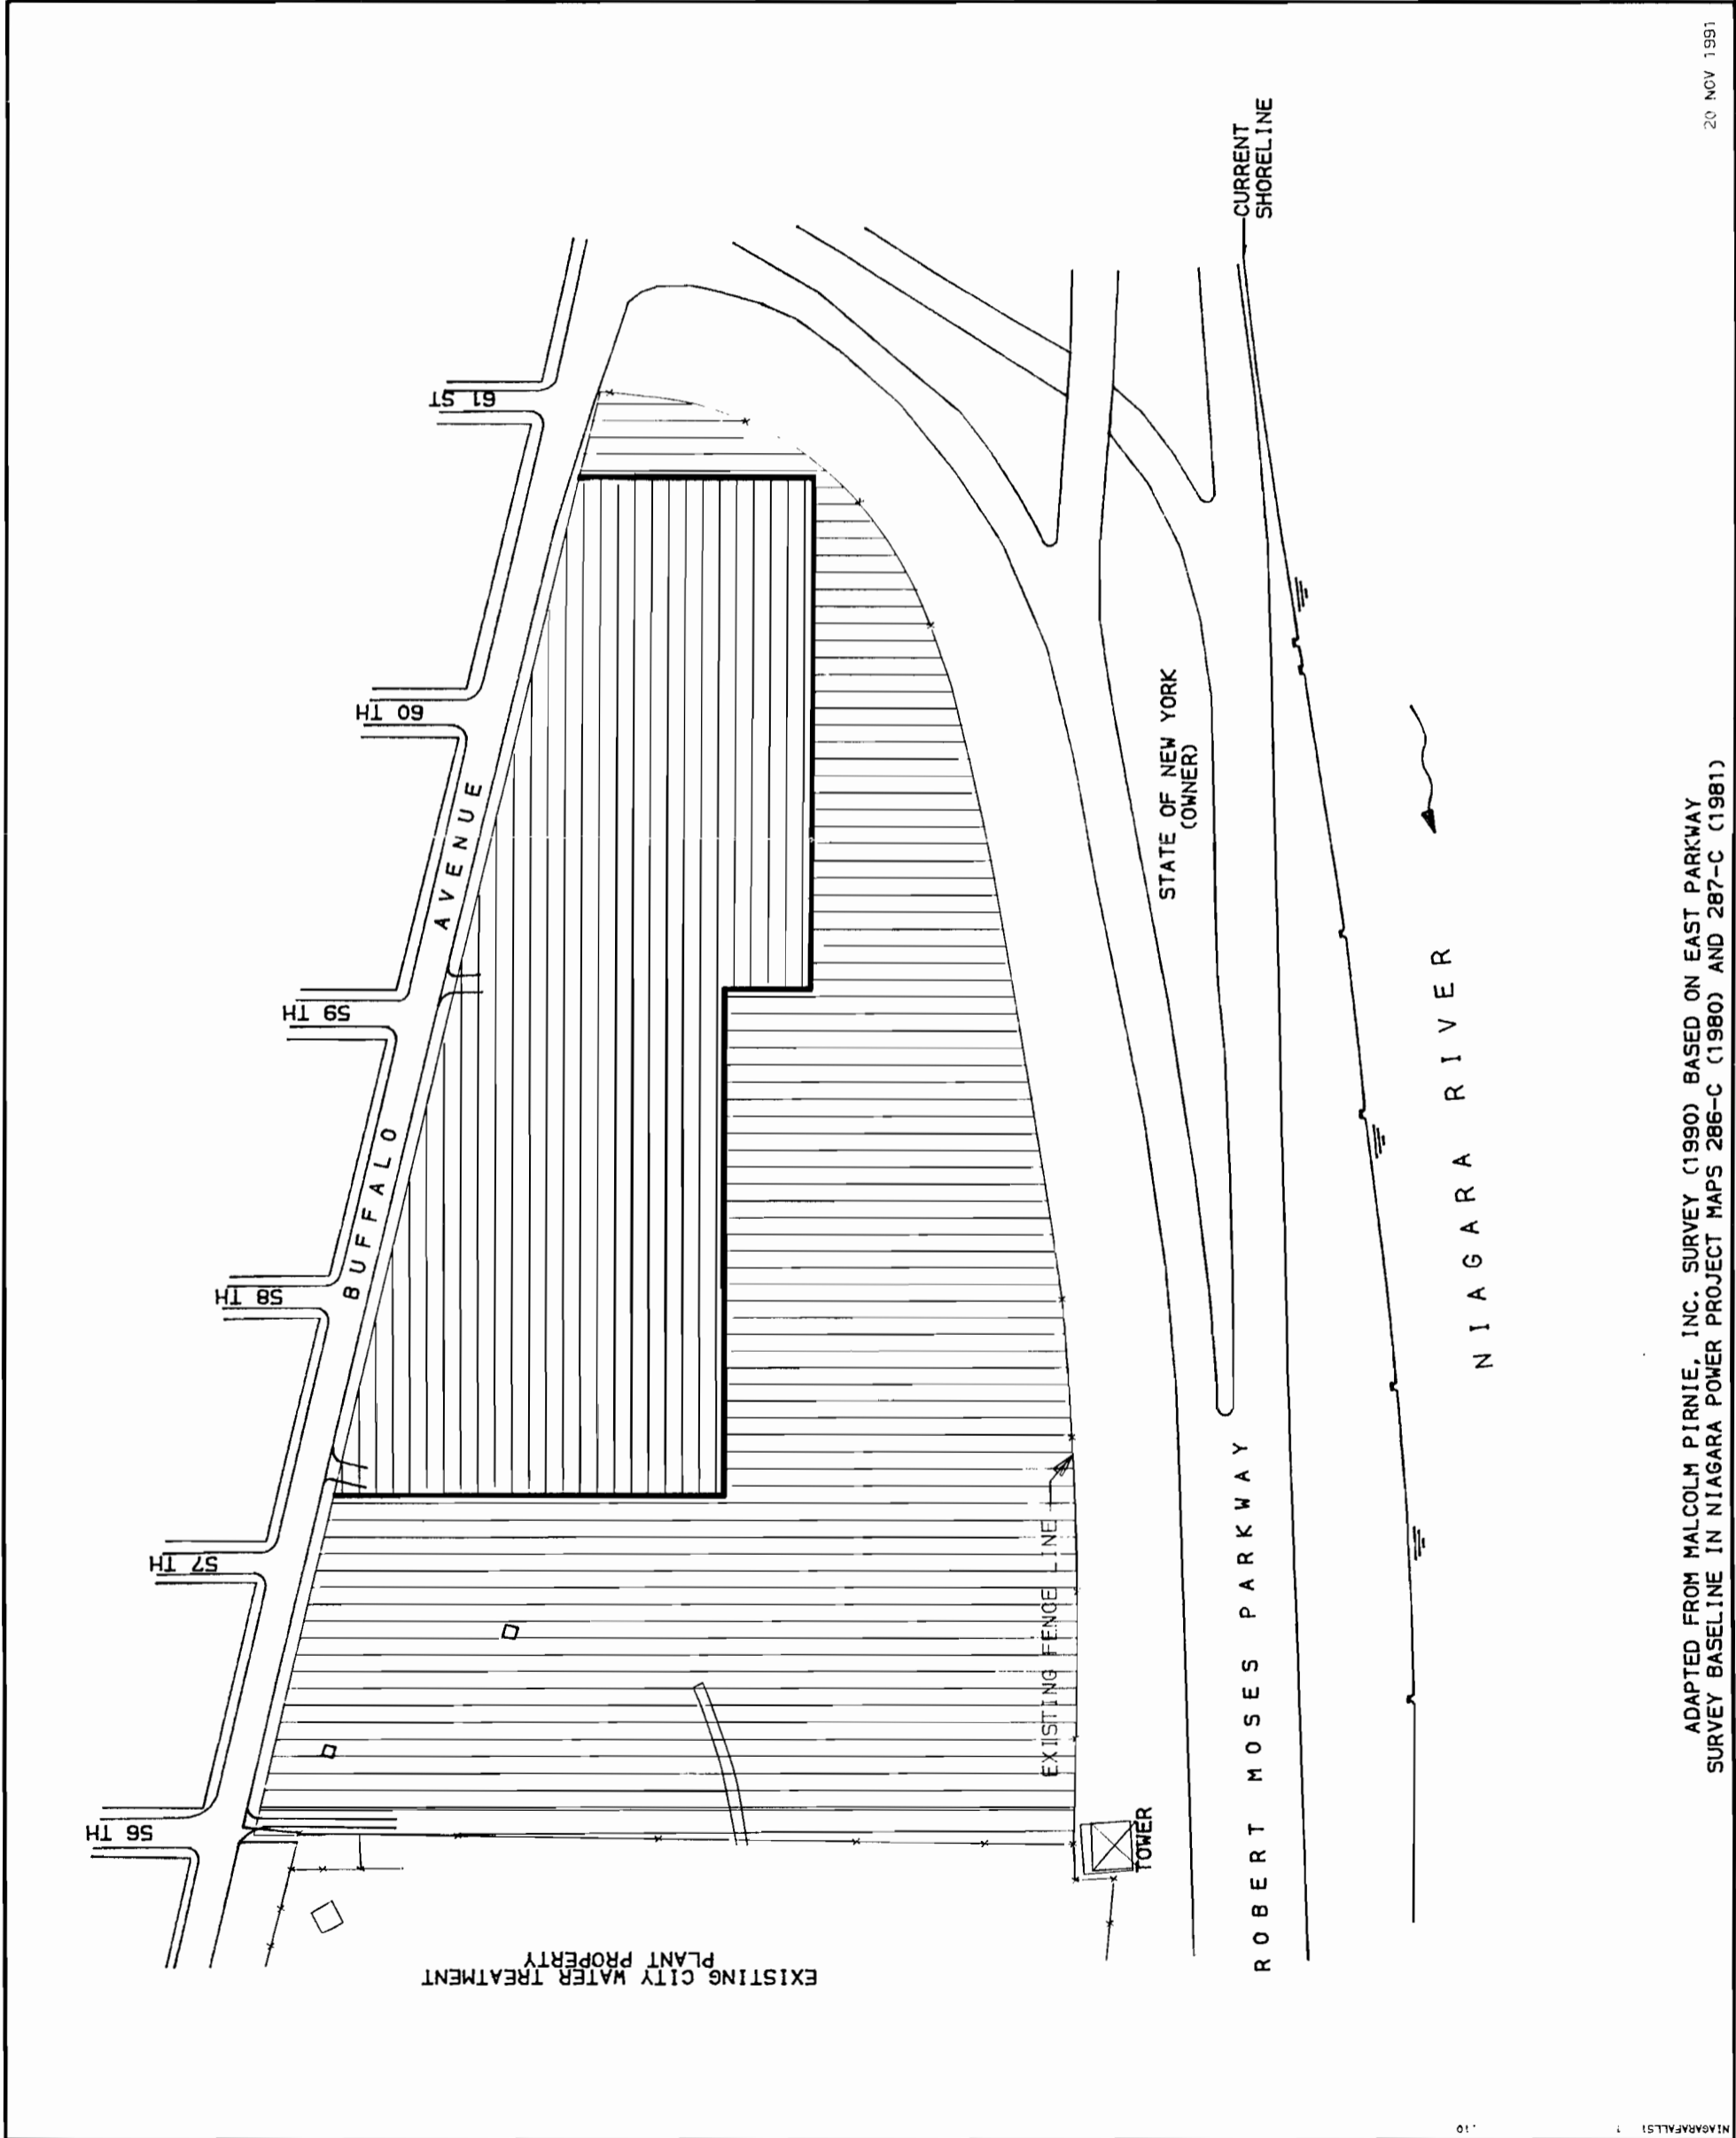 56 TH
57 TH
58 TH
59 TH
60 TH
61 ST
BUFFALO AVENUE
EXISTING CITY WATER TREATMENT
PLANT PROPERTY
EXISTING FENCE LINE
TOWER
STATE OF NEW YORK
(OWNER)
ROBERT MOSES PARKWAY
CURRENT
SHORELINE
NIAGARA RIVER
ADAPTED FROM MALCOLM PIRNIE, INC. SURVEY (1990) BASED ON EAST PARKWAY
SURVEY BASELINE IN NIAGARA POWER PROJECT MAPS 286-C (1980) AND 287-C (1981)
20 NOV 1991